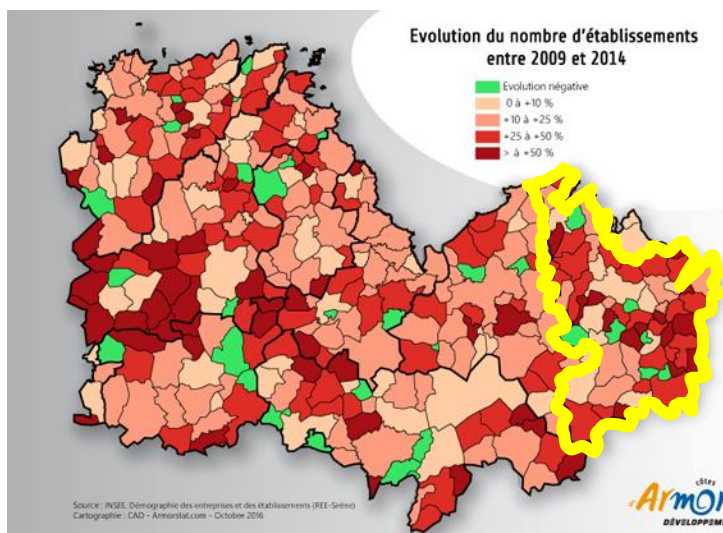 Evolution du nombre d'établissements
entre 2009 et 2014
Evolution négative
0 à +10 %
+10 à +25 %
+25 à +50 %
> à +50 %
Source : INSEE, Démographie des entreprises et des établissements (REE-Sirène)
Cartographie : CAD - Armorstat.com - Octobre 2016
côtes
d'Armor
DÉVELOPPEM